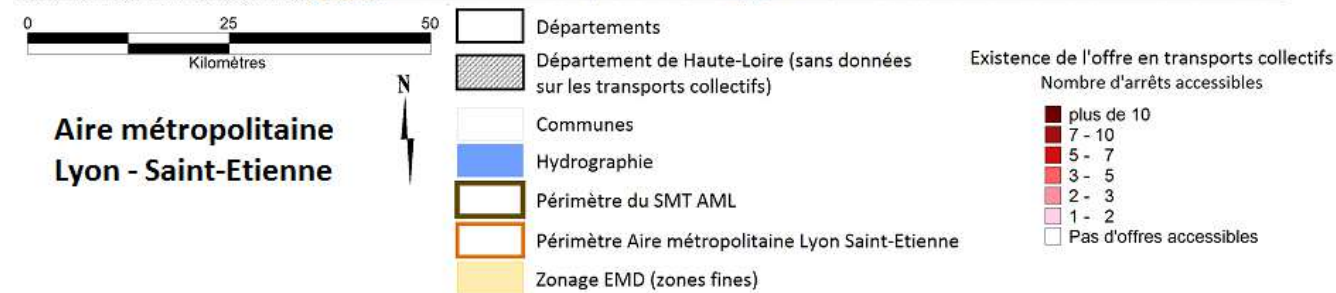 0 25 50
Kilomètres
N
Aire métropolitaine
Lyon - Saint-Etienne
Départements
Département de Haute-Loire (sans données
sur les transports collectifs)
Communes
Hydrographie
Périmètre du SMT AML
Périmètre Aire métropolitaine Lyon Saint-Etienne
Zonage EMD (zones fines)
Existence de l'offre en transports collectifs
Nombre d'arrêts accessibles
plus de 10
7 - 10
5 - 7
3 - 5
2 - 3
1 - 2
Pas d'offres accessibles